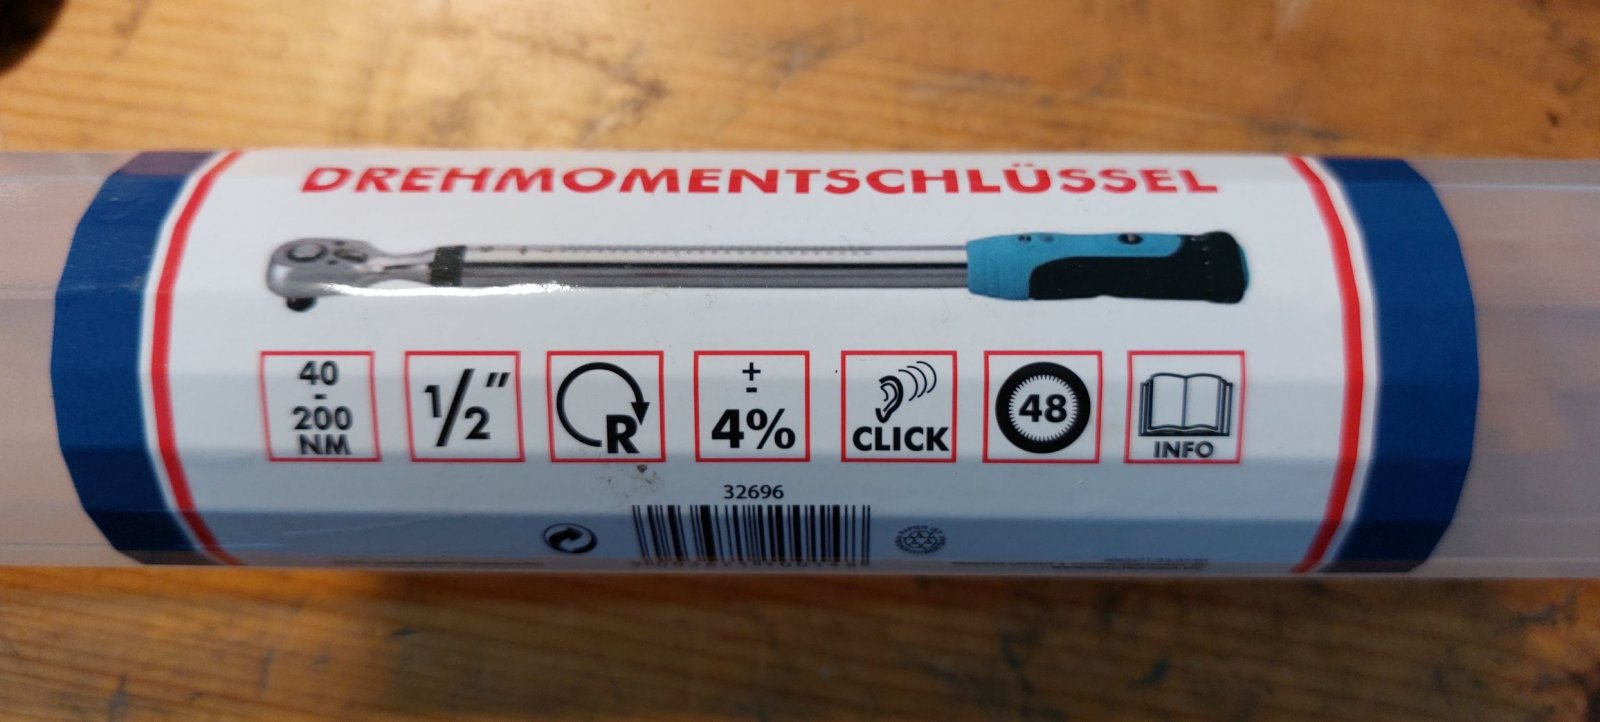 DREHMOMENTSCHLÜSSEL
40
-
200
NM
1/2"
R
+
-
4%
CLICK
48
INFO
32696